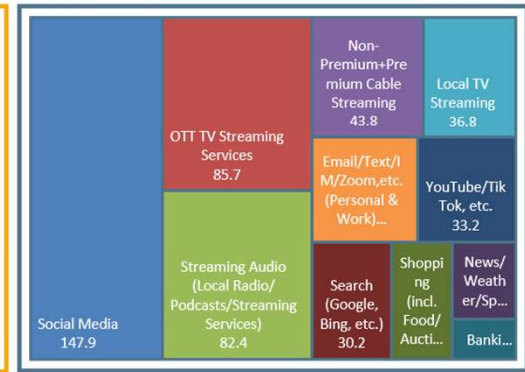 Social Media
147.9
OTT TV Streaming
Services
85.7
Streaming Audio
(Local Radio/
Podcasts/Streaming
Services)
82.4
Non-
Premium+Pre
mium Cable
Streaming
43.8
Local TV
Streaming
36.8
Email/Text/I
M/Zoom,etc.
(Personal &
Work)...
YouTube/Tik
Tok, etc.
33.2
Search
(Google,
Bing, etc.)
30.2
Shoppi
ng
(incl.
Food/
Aucti...
News/
Weath
er/Sp...
Banki...